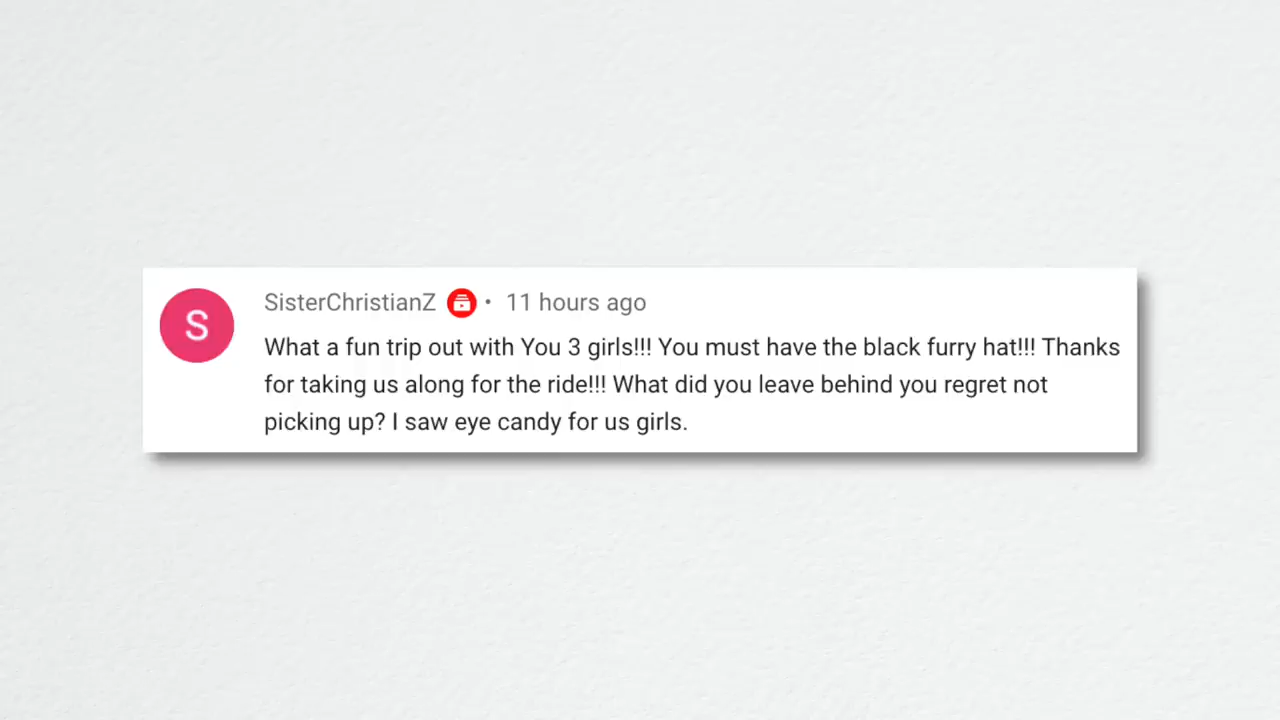 S
SisterChristianZ • 11 hours ago
What a fun trip out with You 3 girls!!! You must have the black furry hat!!! Thanks
for taking us along for the ride!!! What did you leave behind you regret not
picking up? I saw eye candy for us girls.